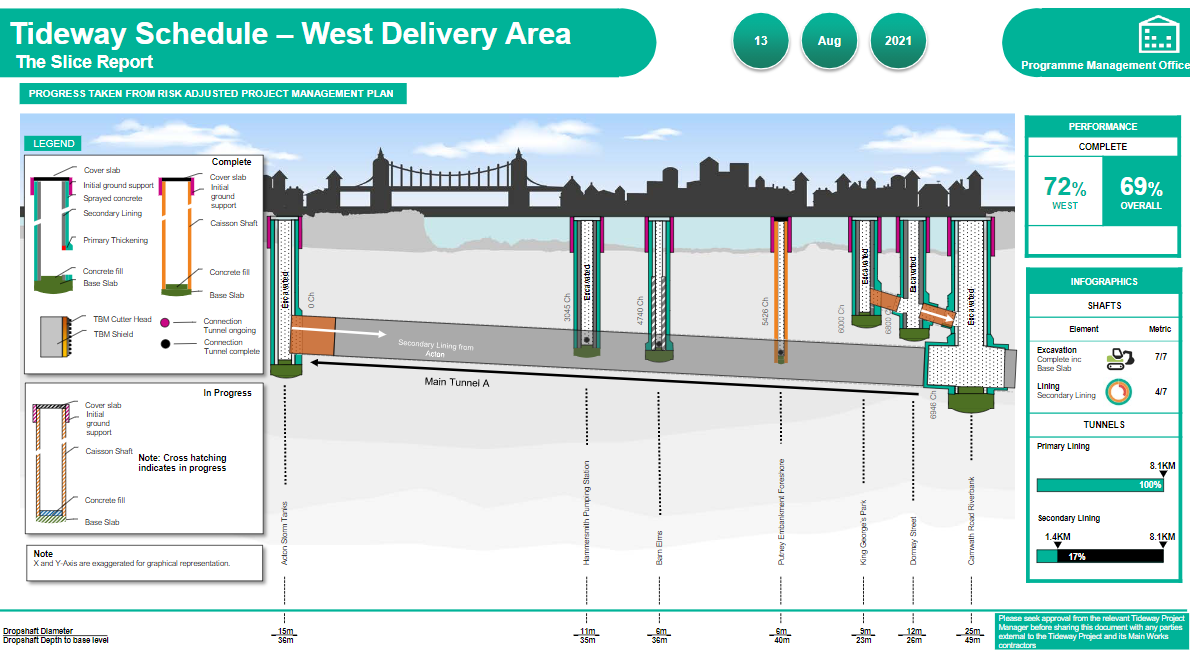 Tideway Schedule – West Delivery Area
The Slice Report
13
Aug
2021
Programme Management Office
PROGRESS TAKEN FROM RISK ADJUSTED PROJECT MANAGEMENT PLAN
LEGEND
Complete
Cover slab
Initial ground support
Sprayed concrete
Secondary Lining
Primary Thickening
Concrete fill
Base Slab
Cover slab
Initial
ground
support
Caisson Shaft
Concrete fill
Base Slab
TBM Cutter Head
TBM Shield
Connection
Tunnel ongoing
Connection
Tunnel complete
In Progress
Cover slab
Initial
ground
support
Caisson Shaft
Note: Cross hatching
indicates in progress
Concrete fill
Base Slab
Note
X and Y-Axis are exaggerated for graphical representation.
Excavated
0 Ch
Secondary Lining from
Acton
Main Tunnel A
3045 Ch
Excavated
4740 Ch
5426 Ch
6000 Ch
Excavated
6800
Excavated
6948 Ch
Excavated
Acton Storm Tanks
Hammersmith Pumping Station
Barn Elms
Putney Embankment Foreshore
King George's Park
Dormay Street
Carnwath Road Riverbank
Dropshaft Diameter
15m
11m
6m
6m
9m
12m
25m
Dropshaft Depth to base level
36m
35m
36m
40m
23m
26m
49m
PERFORMANCE
COMPLETE
72%
WEST
69%
OVERALL
INFOGRAPHICS
SHAFTS
Element
Metric
Excavation
Complete inc
Base Slab
7/7
Lining
Secondary Lining
4/7
TUNNELS
Primary Lining
8.1KM
100%
Secondary Lining
1.4KM
8.1KM
17%
Please seek approval from the relevant Tideway Project
Manager before sharing this document with any parties
external to the Tideway Project and its Main Works
contractors